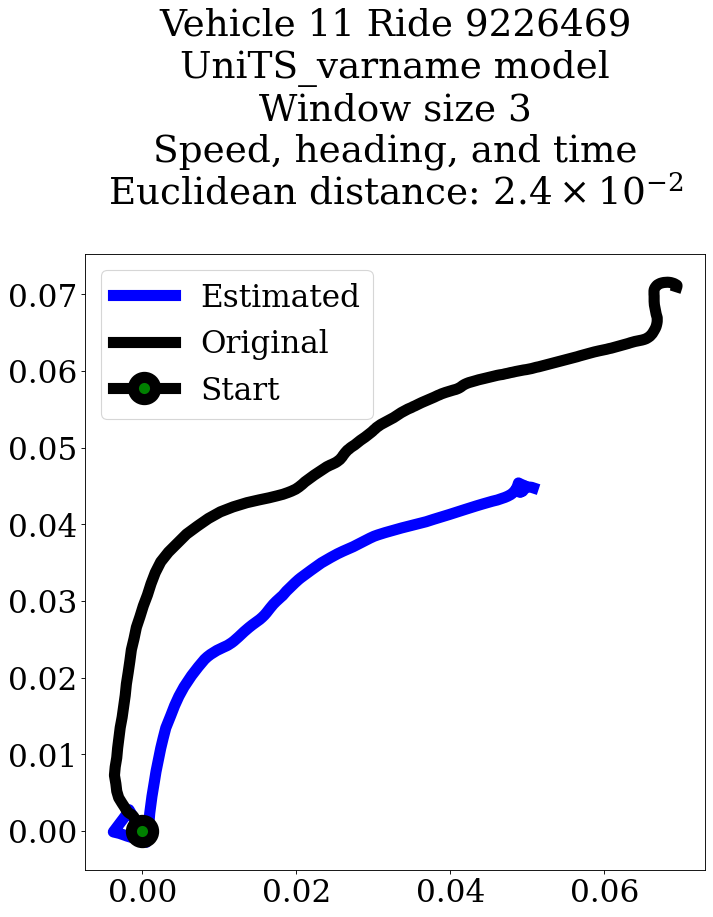 Vehicle 11 Ride 9226469
UniTS_varname model
Window size 3
Speed, heading, and time
Euclidean distance: 2.4 × 10⁻²
Estimated
Original
Start
0.07
0.06
0.05
0.04
0.03
0.02
0.01
0.00
0.00 0.02 0.04 0.06